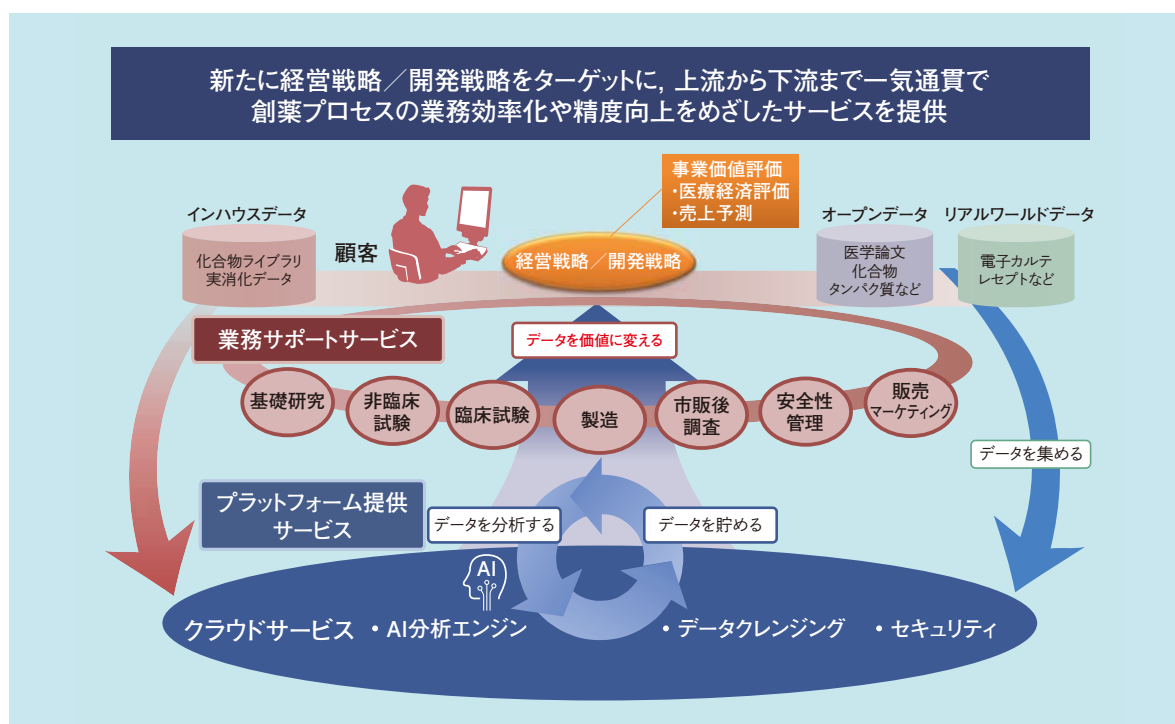 新たに経営戦略／開発戦略をターゲットに，上流から下流まで一気通貫で
創薬プロセスの業務効率化や精度向上をめざしたサービスを提供
事業価値評価
・医療経済評価
・売上予測
インハウスデータ
化合物ライブラリ
実消化データ
顧客
経営戦略／開発戦略
オープンデータ
医学論文
化合物
タンパク質など
リアルワールドデータ
電子カルテ
レセプトなど
業務サポートサービス
データを価値に変える
基礎研究
非臨床
試験
臨床試験
製造
市販後
調査
安全性
管理
販売
マーケティング
データを集める
プラットフォーム提供
サービス
データを分析する
データを貯める
AI
クラウドサービス
・AI分析エンジン
・データクレンジング
・セキュリティ